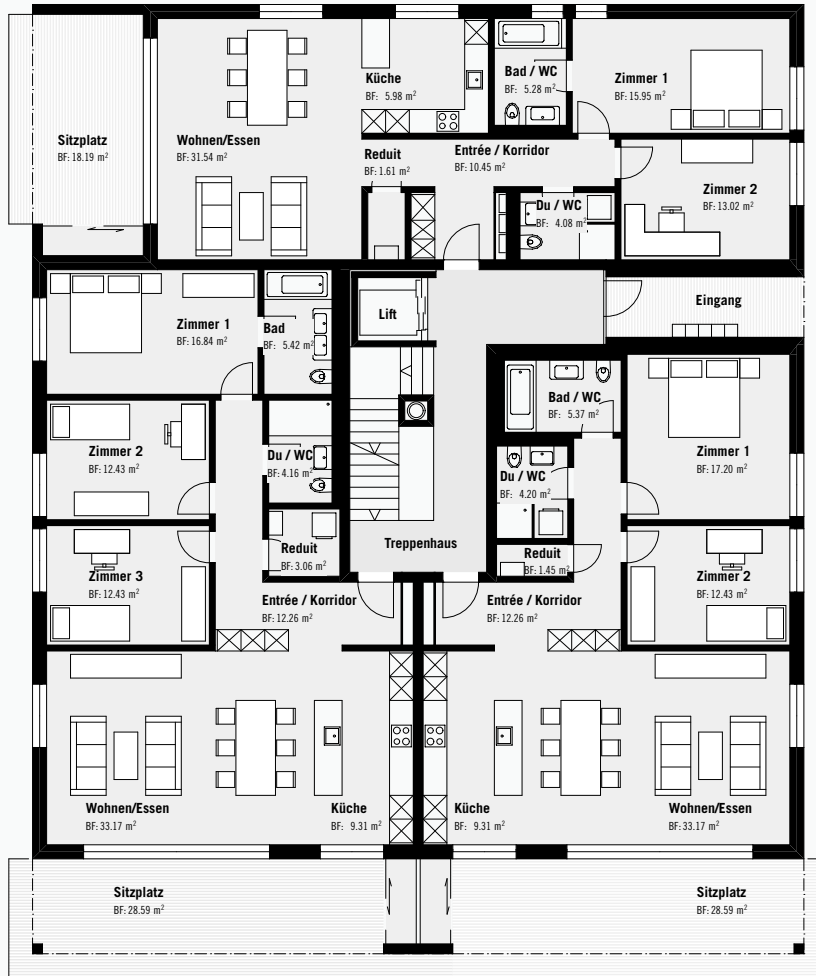 Küche
BF: 5.98 m²
Bad / WC
BF: 5.28 m²
Zimmer 1
BF: 15.95 m²
Sitzplatz
BF: 18.19 m²
Wohnen/Essen
BF: 31.54 m²
Reduit
BF: 1.61 m²
Entrée / Korridor
BF: 10.45 m²
Zimmer 2
BF: 13.02 m²
Du / WC
BF: 4.08 m²
Zimmer 1
BF: 16.84 m²
Bad
BF: 5.42 m²
Lift
Eingang
Bad / WC
BF: 5.37 m²
Zimmer 2
BF: 12.43 m²
Du / WC
BF: 4.16 m²
Zimmer 1
BF: 17.20 m²
Du / WC
BF: 4.20 m²
Treppenhaus
Reduit
BF: 3.06 m²
Reduit
BF: 1.45 m²
Zimmer 3
BF: 12.43 m²
Zimmer 2
BF: 12.43 m²
Entrée / Korridor
BF: 12.26 m²
Entrée / Korridor
BF: 12.26 m²
Wohnen/Essen
BF: 33.17 m²
Küche
BF: 9.31 m²
Küche
BF: 9.31 m²
Wohnen/Essen
BF: 33.17 m²
Sitzplatz
BF: 28.59 m²
Sitzplatz
BF: 28.59 m²